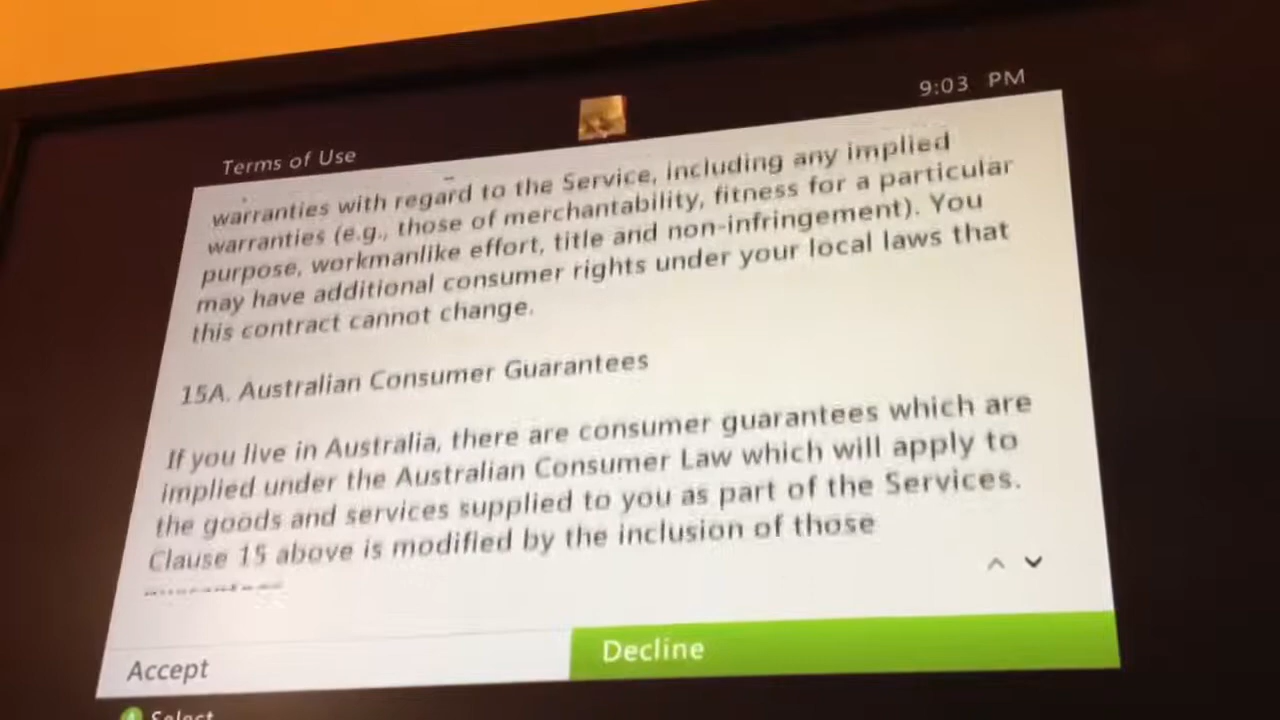 9:03 PM
Terms of Use
warranties with regard to the Service, including any implied
warranties (e.g., those of merchantability, fitness for a particular
purpose, workmanlike effort, title and non-infringement). You
may have additional consumer rights under your local laws that
this contract cannot change.
15A. Australian Consumer Guarantees
If you live in Australia, there are consumer guarantees which are
implied under the Australian Consumer Law which will apply to
the goods and services supplied to you as part of the Services.
Clause 15 above is modified by the inclusion of those
Accept
Decline
A Select